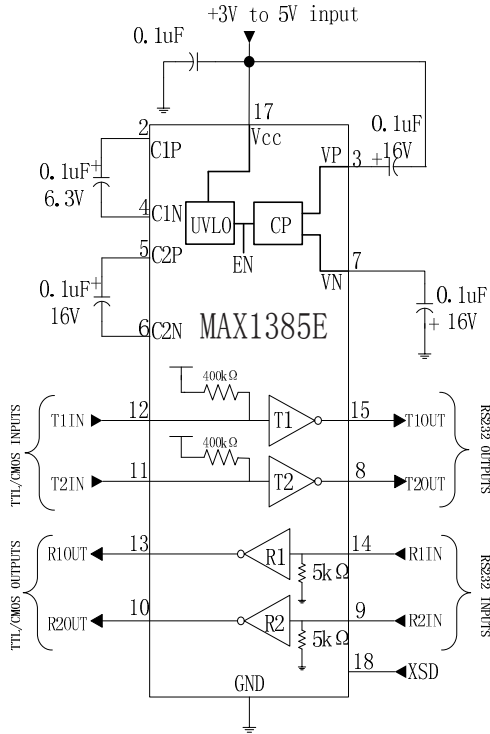 +3V to 5V input
0.1uF
17
Vcc
2
C1P
0.1uF
+
6.3V
4
C1N
UVLO
CP
EN
VP
3
0.1uF
+
16V
5
C2P
0.1uF
+
16V
6
C2N
7
VN
0.1uF
+ 16V
MAX1385E
TTL/CMOS INPUTS
T1IN
12
400kΩ
T1
15
T1OUT
T2IN
11
400kΩ
T2
8
T2OUT
RS232 OUTPUTS
TTL/CMOS OUTPUTS
R1OUT
13
R1
5kΩ
14
R1IN
R2OUT
10
R2
5kΩ
9
R2IN
RS232 INPUTS
18
XSD
GND